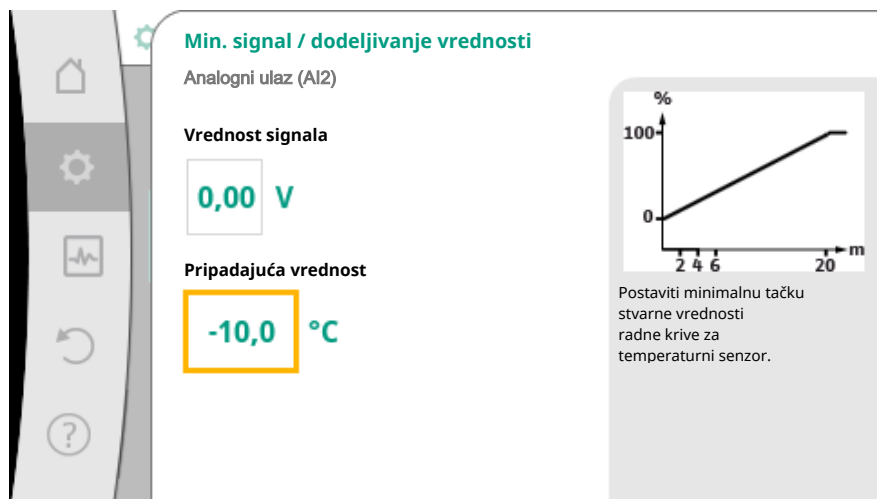 Min. signal / dodeljivanje vrednosti
Analogni ulaz (AI2)
Vrednost signala
0,00 V
Pripadajuća vrednost
-10,0 °C
%
100
0
2 4 6 20 m
Postaviti minimalnu tačku
stvarne vrednosti
radne krive za
temperaturni senzor.
?